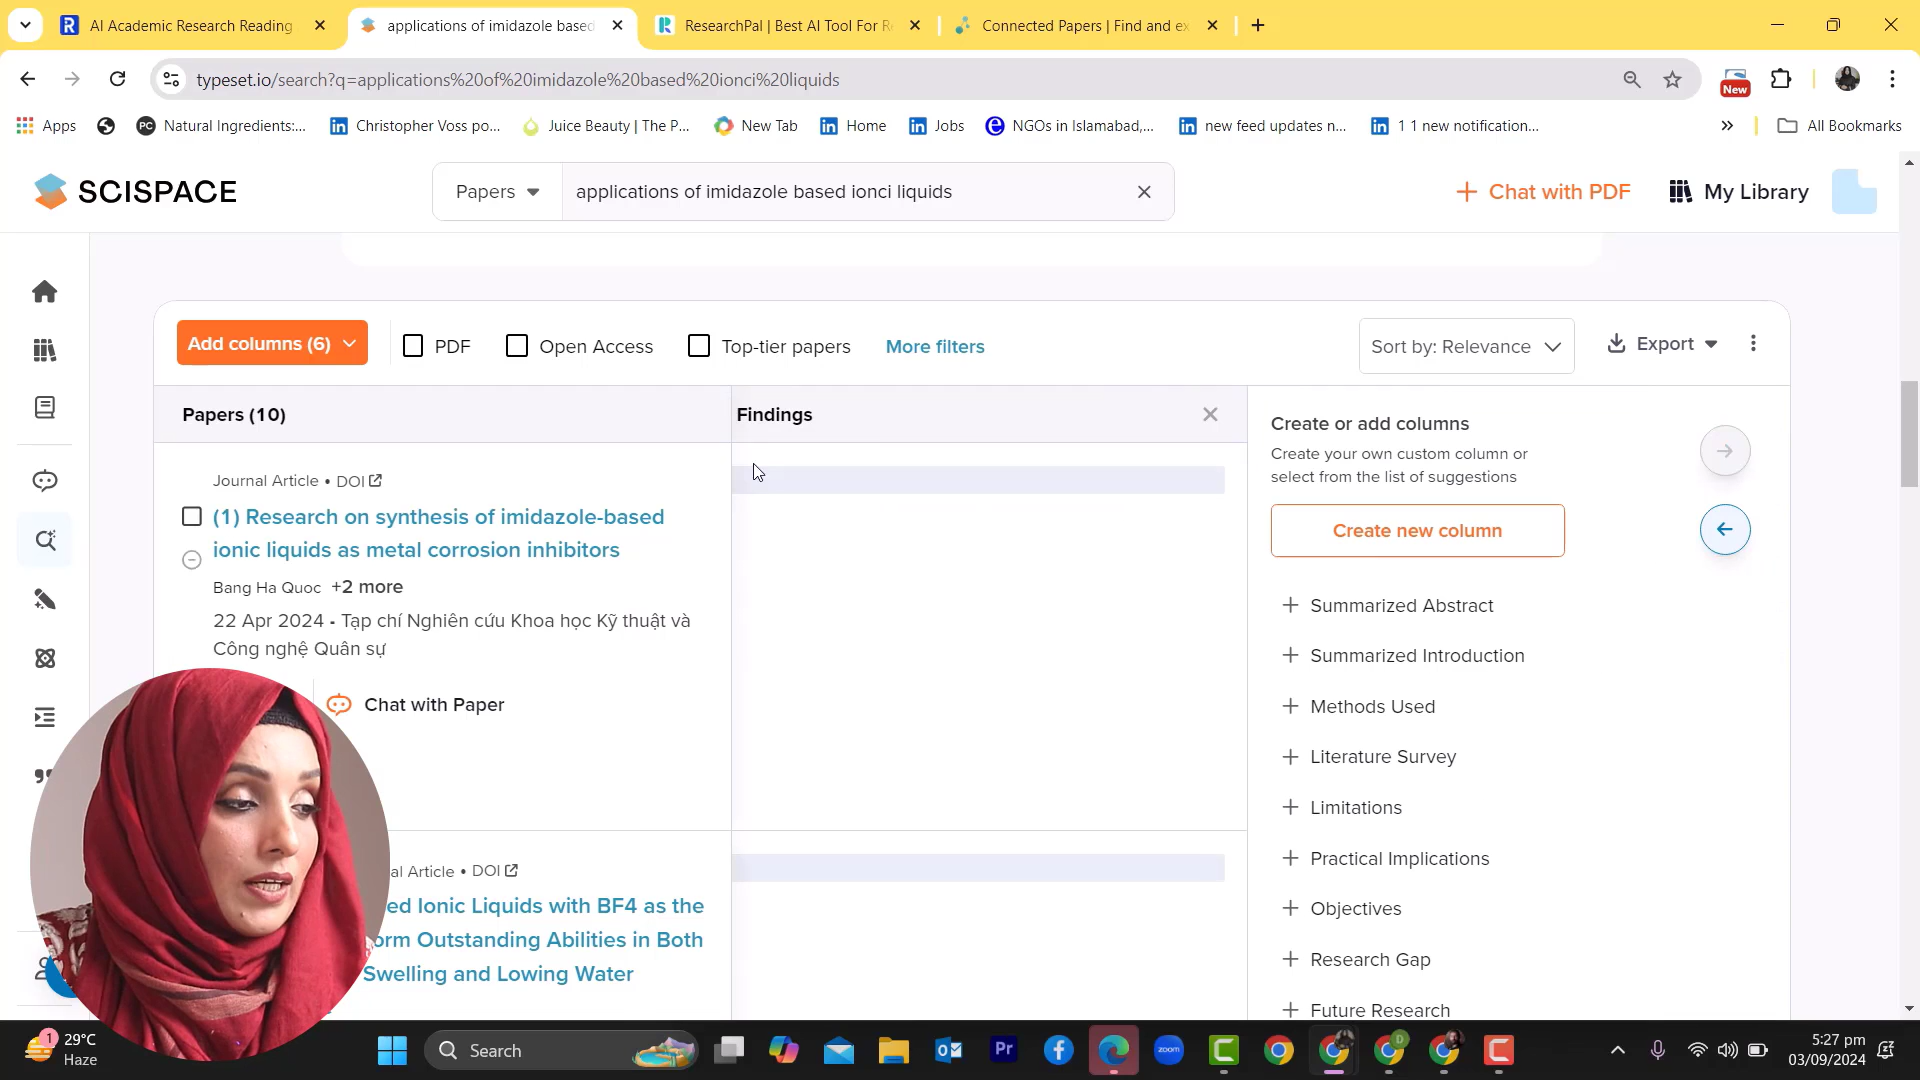 AI Academic Research Reading
applications of imidazole based
ResearchPal | Best AI Tool For Re
Connected Papers | Find and ex
typeset.io/search?q=applications%20of%20imidazole%20based%20ionci%20liquids
New
Apps
PC Natural Ingredients:...
Christopher Voss po...
Juice Beauty | The P...
New Tab
Home
Jobs
NGOs in Islamabad,...
new feed updates n...
1 1 new notification...
All Bookmarks
SCISPACE
Papers
applications of imidazole based ionci liquids
Chat with PDF
My Library
Add columns (6)
PDF
Open Access
Top-tier papers
More filters
Sort by: Relevance
Export
Papers (10)
Findings
Create or add columns
Create your own custom column or
select from the list of suggestions
Create new column
Journal Article • DOI
(1) Research on synthesis of imidazole-based
ionic liquids as metal corrosion inhibitors
Bang Ha Quoc +2 more
22 Apr 2024 - Tạp chí Nghiên cứu Khoa học Kỹ thuật và
Công nghệ Quân sự
Chat with Paper
Summarized Abstract
Summarized Introduction
Methods Used
Literature Survey
Limitations
Practical Implications
Objectives
Research Gap
Future Research
al Article • DOI
ed Ionic Liquids with BF4 as the
orm Outstanding Abilities in Both
Swelling and Lowing Water
1
29°C
Haze
Search
Pr
zoom
5:27 pm
03/09/2024